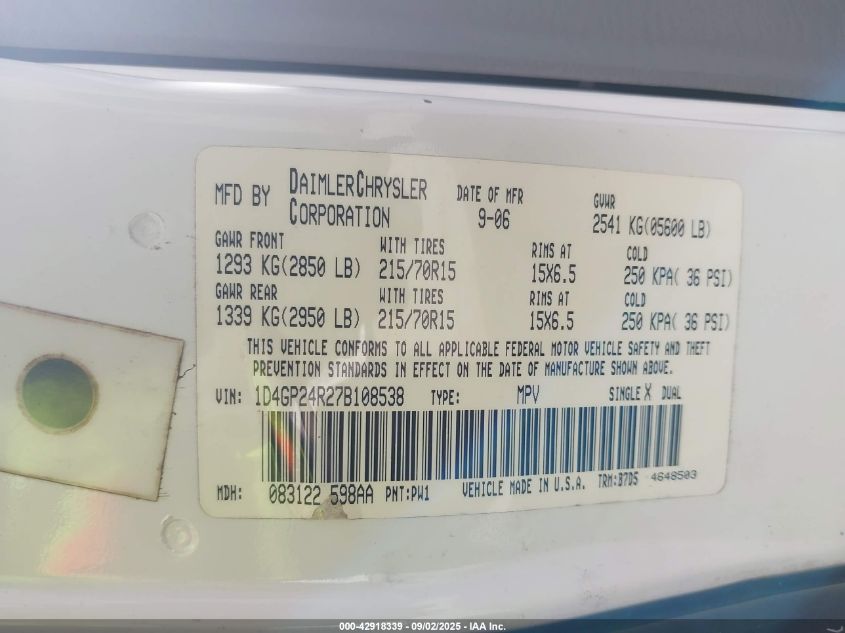 MFD BY DAIMLERCHRYSLER CORPORATION DATE OF MFR 9-06 GVWR 2541 KG(05600 LB)
GAWR FRONT WITH TIRES RIMS AT COLD
1293 KG(2850 LB) 215/70R15 15X6.5 250 KPA( 36 PSI)
GAWR REAR WITH TIRES RIMS AT COLD
1339 KG(2950 LB) 215/70R15 15X6.5 250 KPA( 36 PSI)
THIS VEHICLE CONFORMS TO ALL APPLICABLE FEDERAL MOTOR VEHICLE SAFETY AND THEFT
PREVENTION STANDARDS IN EFFECT ON THE DATE OF MANUFACTURE SHOWN ABOVE.
VIN: 1D4GP24R27B108538 TYPE: MPV SINGLE X DUAL
MDH: 083122 598AA PNT:PW1 VEHICLE MADE IN U.S.A. TRM:B7D5 4648503
000-42918339 - 09/02/2025 - IAA Inc.